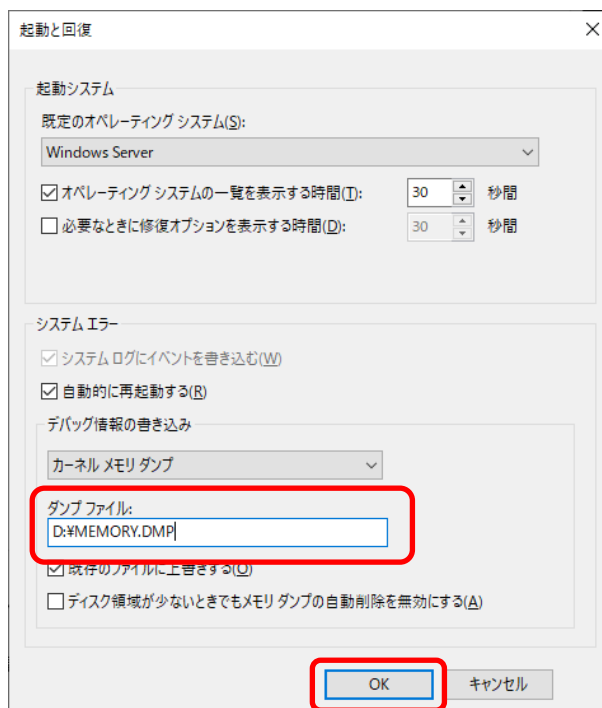 起動と回復
起動システム
既定のオペレーティング システム(S):
Windows Server
オペレーティング システムの一覧を表示する時間(T): 30 秒間
必要なときに修復オプションを表示する時間(D): 30 秒間
システム エラー
システム ログにイベントを書き込む(W)
自動的に再起動する(R)
デバッグ情報の書き込み
カーネル メモリ ダンプ
ダンプ ファイル:
D:¥MEMORY.DMP
既存のファイルに上書きする(O)
ディスク領域が少ないときでもメモリ ダンプの自動削除を無効にする(A)
OK キャンセル